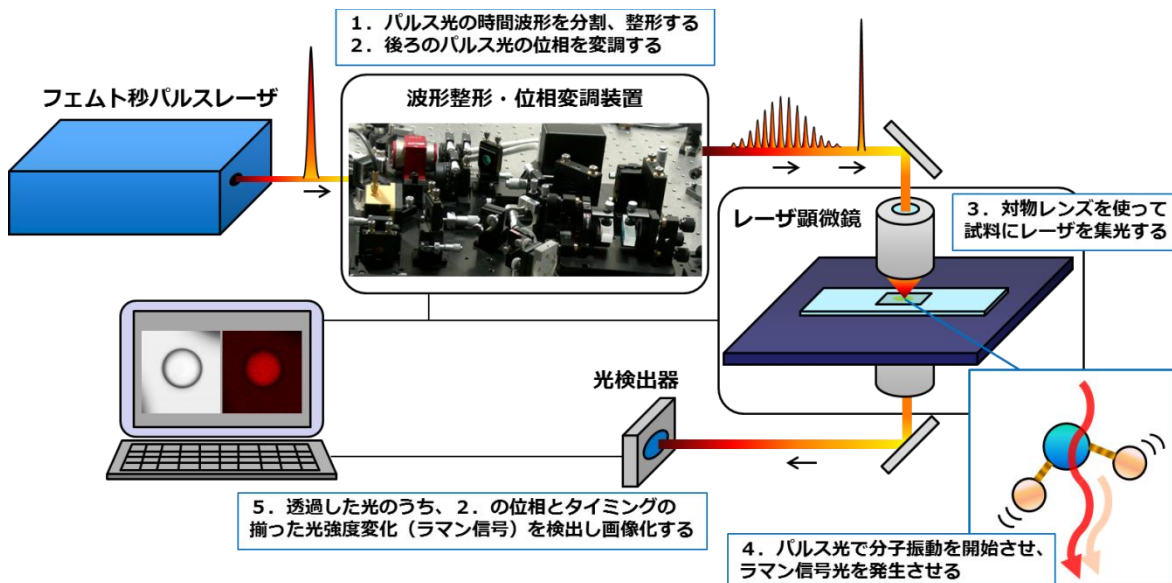 1．パルス光の時間波形を分割、整形する
2．後ろのパルス光の位相を変調する
フェムト秒パルスレーザ
波形整形・位相変調装置
レーザ顕微鏡
3．対物レンズを使って
試料にレーザを集光する
光検出器
5．透過した光のうち、2．の位相とタイミングの
揃った光強度変化（ラマン信号）を検出し画像化する
4．パルス光で分子振動を開始させ、
ラマン信号光を発生させる